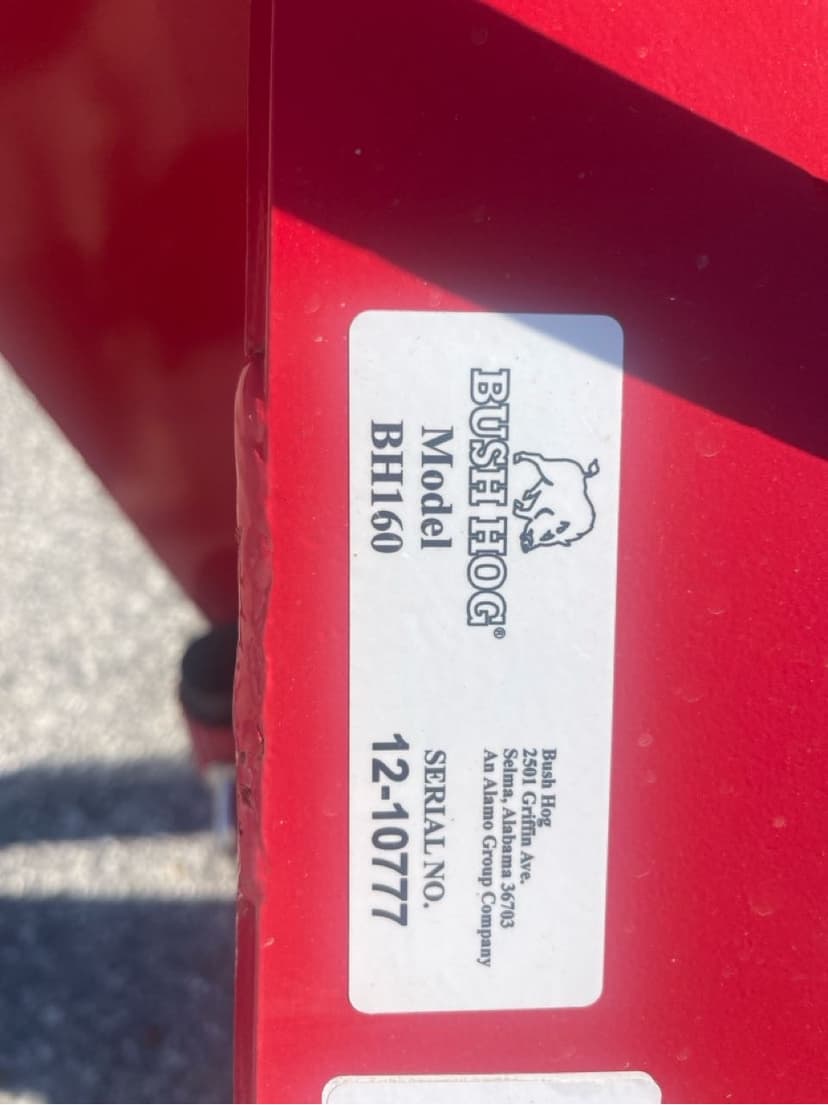 BUSH HOG®
Model
BH160
Bush Hog
2501 Griffin Ave.
Selma, Alabama 36703
An Alamo Group Company
SERIAL NO.
12-10777